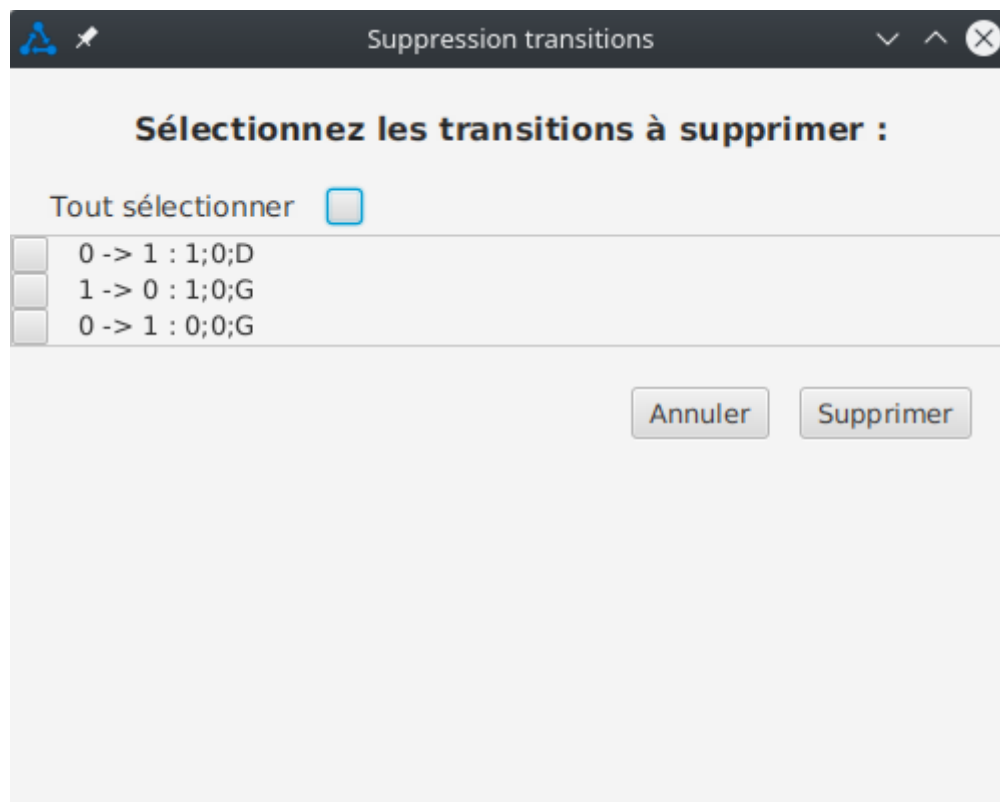 Suppression transitions
Sélectionnez les transitions à supprimer :
Tout sélectionner
0 -> 1 : 1;0;D
1 -> 0 : 1;0;G
0 -> 1 : 0;0;G
Annuler Supprimer